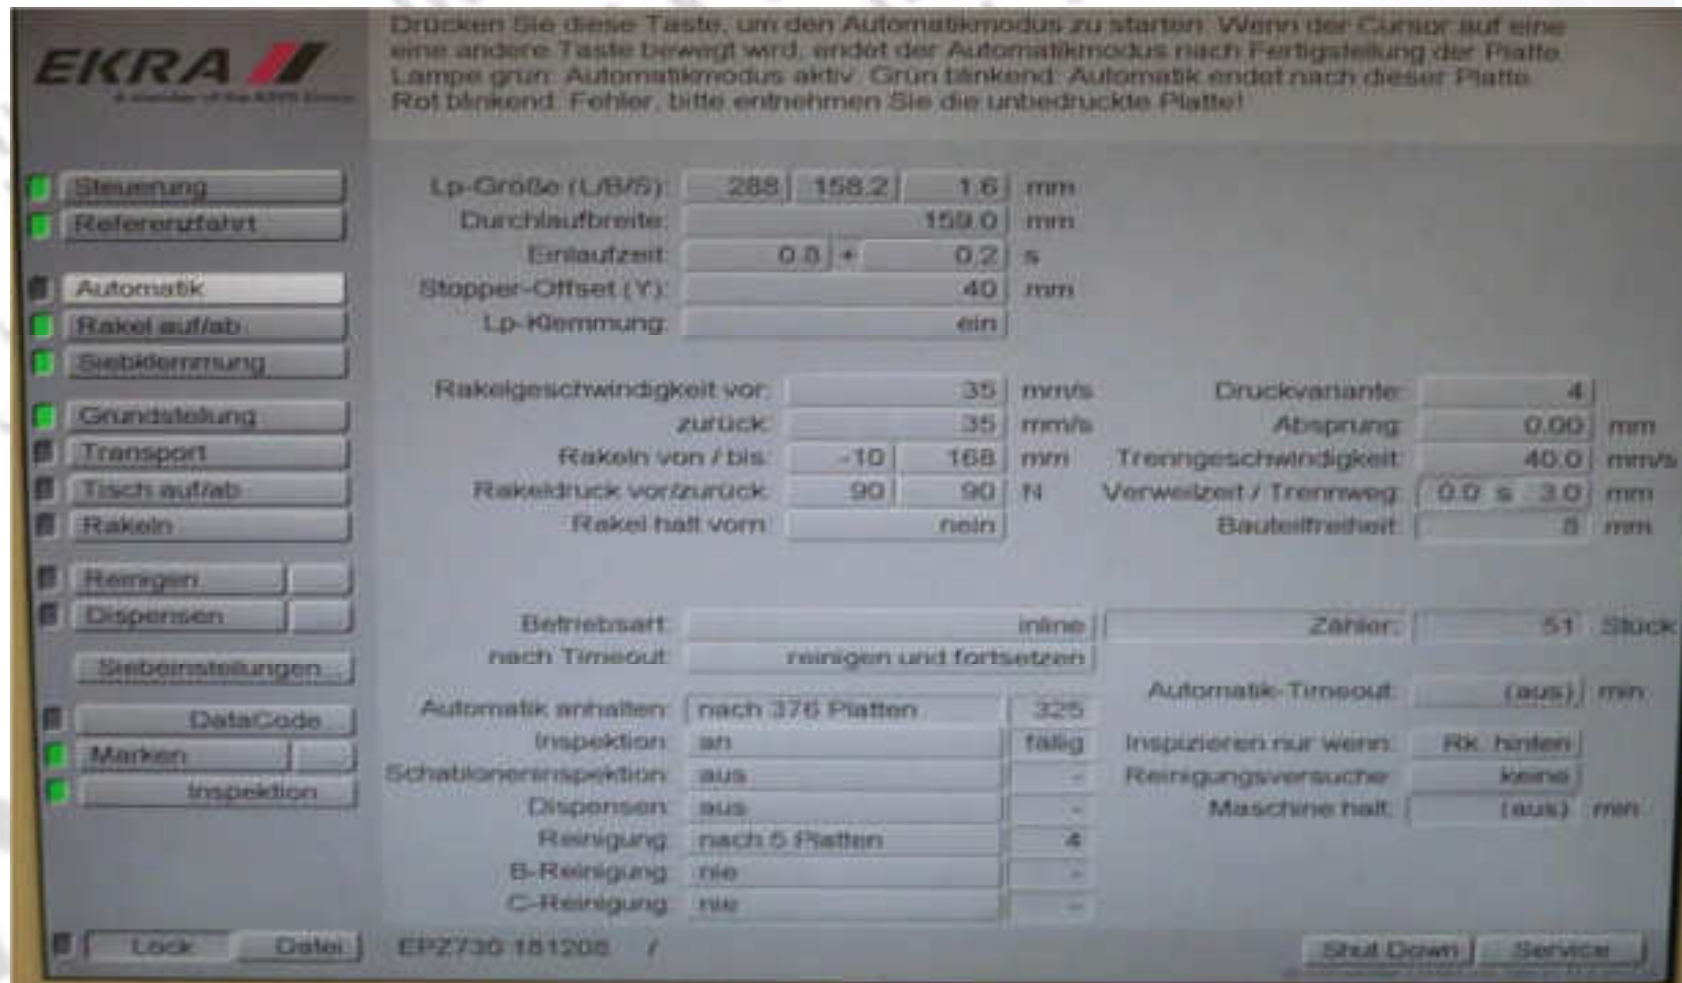 EKRA
A member of the ASYS Group
Drücken Sie diese Taste, um den Automatikmodus zu starten. Wenn der Cursor auf eine
eine andere Taste bewegt wird, endet der Automatikmodus nach Fertigstellung der Platte.
Lampe grün: Automatikmodus aktiv. Grün blinkend: Automatik endet nach dieser Platte.
Rot blinkend: Fehler, bitte entnehmen Sie die unbedruckte Platte!
Steuerung
Referenzfahrt
Automatik
Rakel auf/ab
Siebklemmung
Grundstellung
Transport
Tisch auf/ab
Rakeln
Reinigen
Dispensen
Siebeinstellungen
DataCode
Marken
Inspektion
Lock Datei
Lp-Größe (L/B/S): 288 158.2 1.6 mm
Durchlaufbreite: 159.0 mm
Einlaufzeit: 0.8 + 0.2 s
Stopper-Offset (Y): 40 mm
Lp-Klemmung: ein
Rakelgeschwindigkeit vor: 35 mm/s
zurück: 35 mm/s
Rakeln von / bis: -10 168 mm
Rakeldruck vor/zurück: 90 90 N
Rakel halt vorn: nein
Druckvariante: 4
Absprung: 0.00 mm
Trenngeschwindigkeit: 40.0 mm/s
Verweilzeit / Trennweg: 0.0 s 3.0 mm
Bauteilfreiheit: 8 mm
Betriebsart: inline
nach Timeout: reinigen und fortsetzen
Zähler: 51 Stück
Automatik-Timeout: (aus) min
Automatik anhalten: nach 376 Platten 325
Inspektion: an fällig
Schabloneninspektion: aus -
Dispensen: aus -
Reinigung: nach 5 Platten 4
B-Reinigung: nie -
C-Reinigung: nie -
Inspizieren nur wenn: Rk. hinten
Reinigungsversuche: keine
Maschine halt: (aus) min
EPZ730 181208 /
Shut Down Service